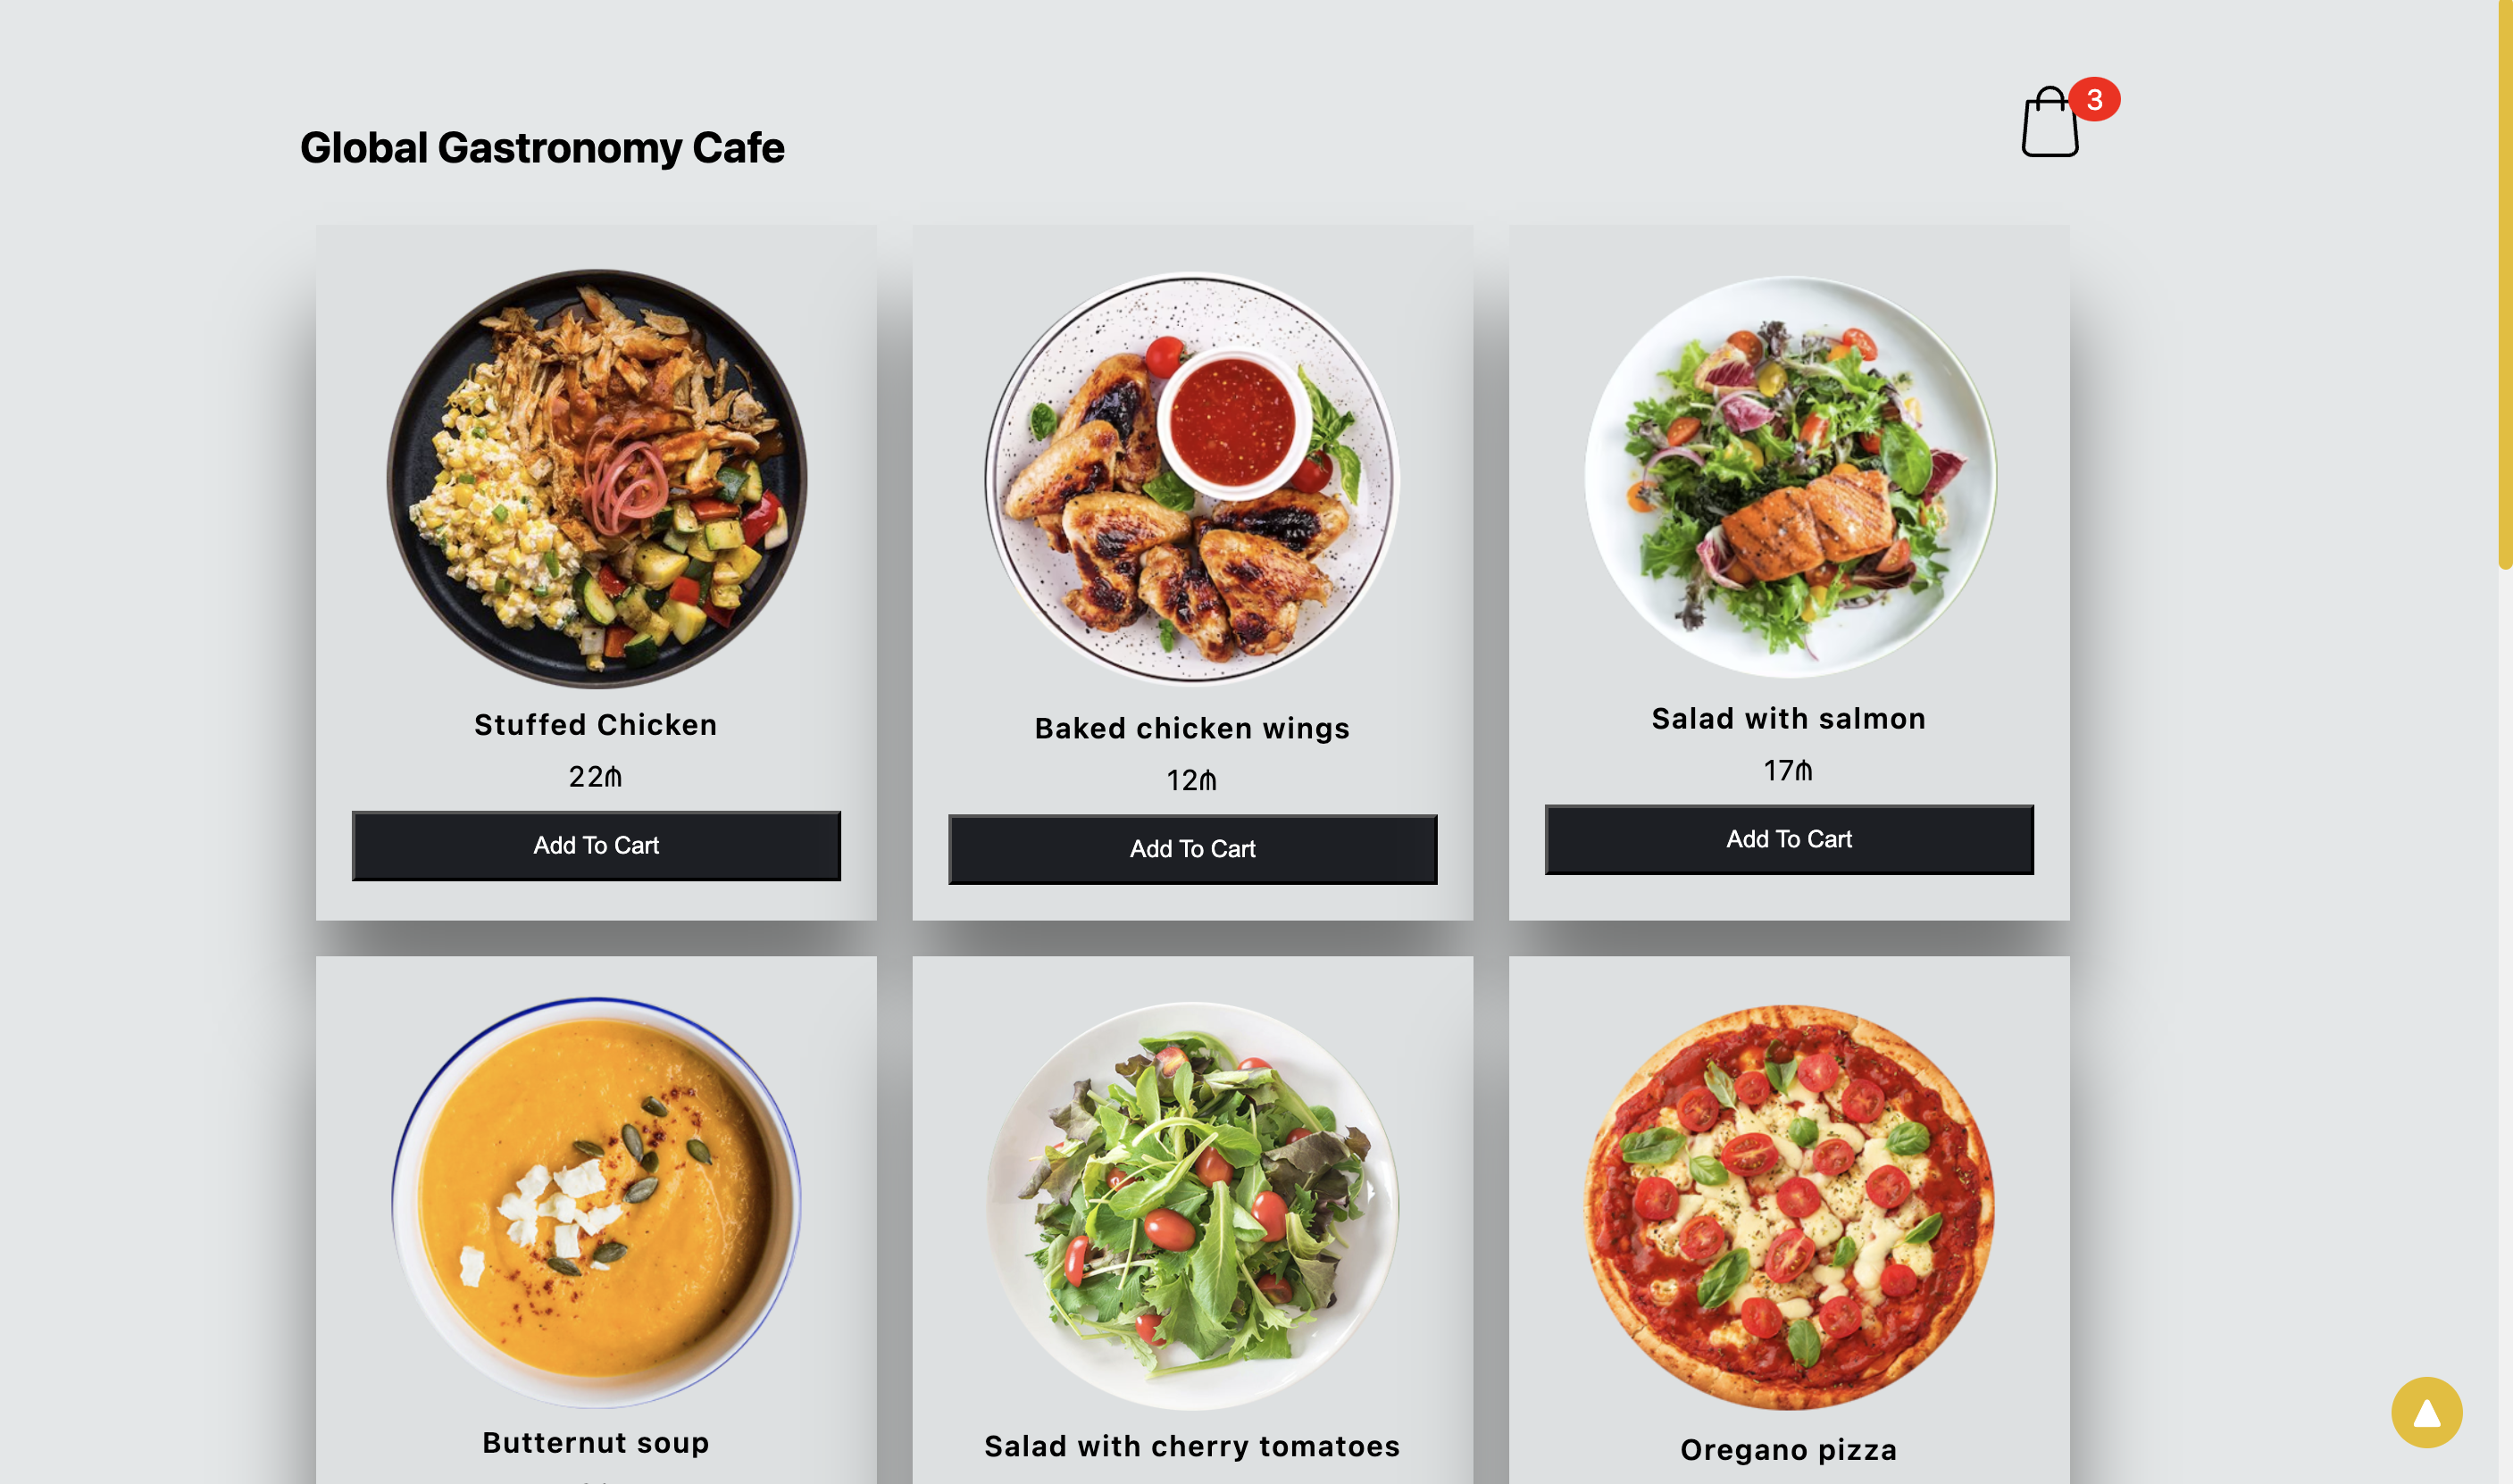 3
Global Gastronomy Cafe
Stuffed Chicken
22₼
Add To Cart
Baked chicken wings
12₼
Add To Cart
Salad with salmon
17₼
Add To Cart
Butternut soup
Salad with cherry tomatoes
Oregano pizza